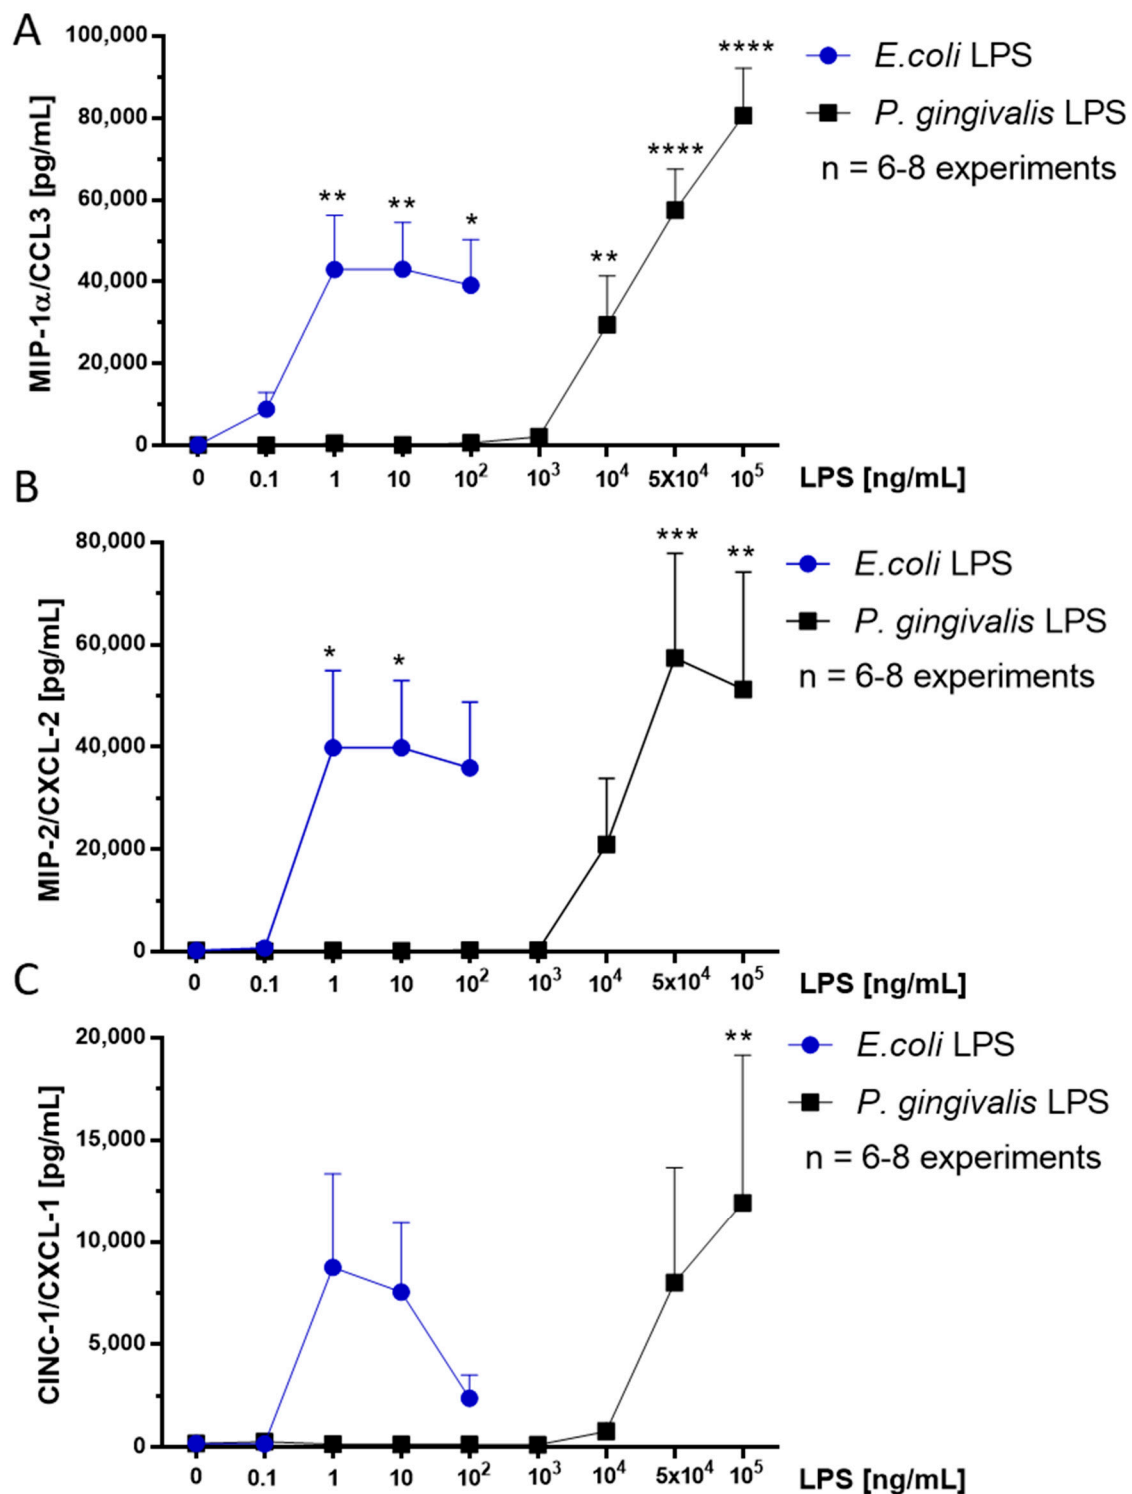 A
100,000
80,000
60,000
40,000
20,000
0
MIP-1α/CCL3 [pg/mL]
** ** * ** **** ****
E.coli LPS
P. gingivalis LPS
n = 6-8 experiments
0 0.1 1 10 10² 10³ 10⁴ 5X10⁴ 10⁵ LPS [ng/mL]
B
80,000
60,000
40,000
20,000
0
MIP-2/CXCL-2 [pg/mL]
* * *** **
E.coli LPS
P. gingivalis LPS
n = 6-8 experiments
0 0.1 1 10 10² 10³ 10⁴ 5x10⁴ 10⁵ LPS [ng/mL]
C
20,000
15,000
10,000
5,000
0
CINC-1/CXCL-1 [pg/mL]
**
E.coli LPS
P. gingivalis LPS
n = 6-8 experiments
0 0.1 1 10 10² 10³ 10⁴ 5x10⁴ 10⁵ LPS [ng/mL]